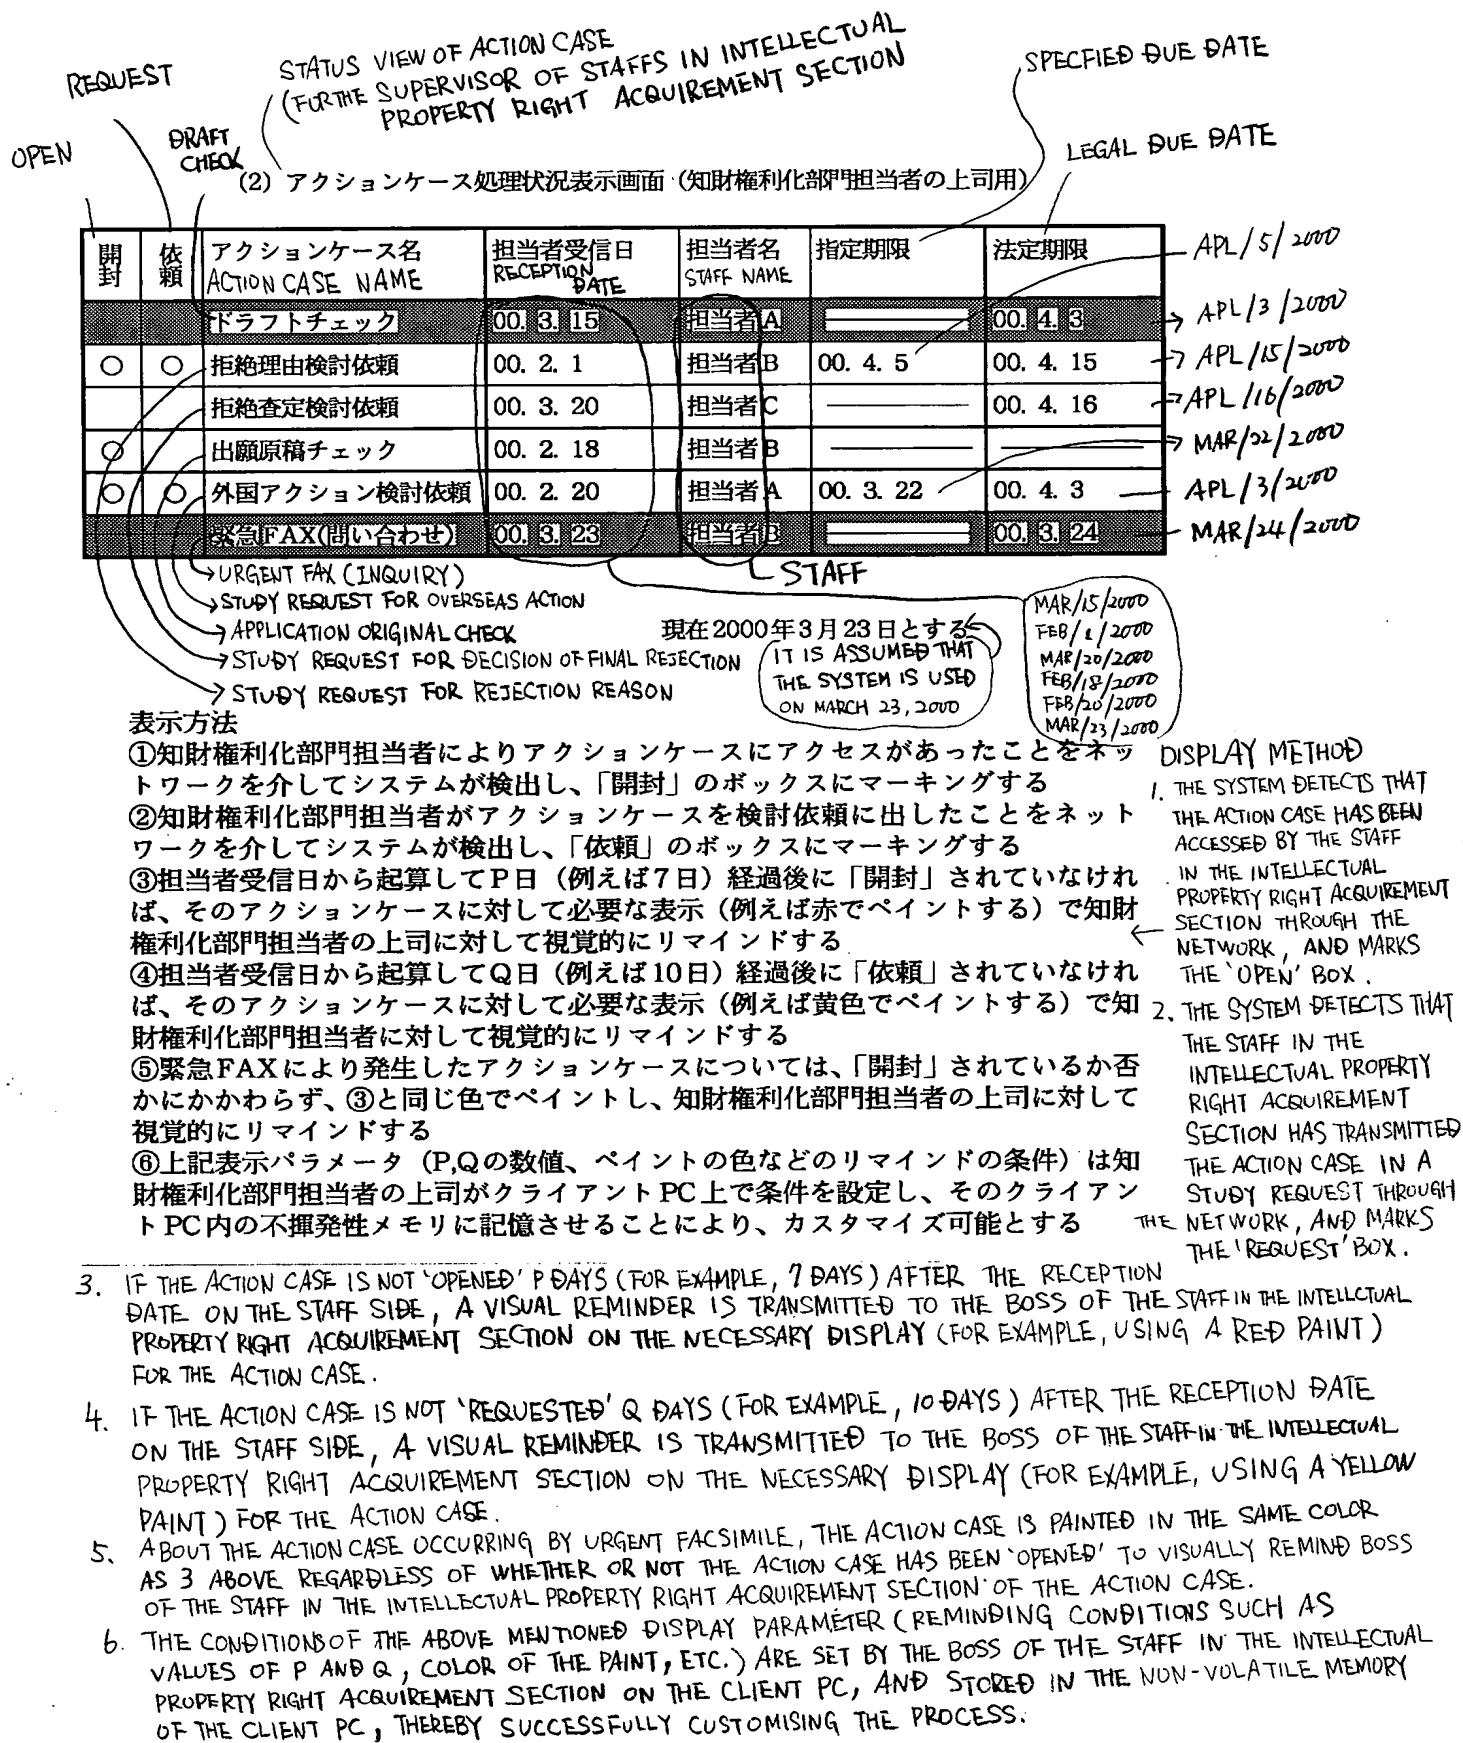 STATUS VIEW OF ACTION CASE
(FOR THE SUPERVISOR OF STAFFS IN INTELLECTUAL
PROPERTY RIGHT ACQUIREMENT SECTION
SPECFIED DUE DATE
REQUEST
LEGAL DUE DATE
DRAFT
CHECK
OPEN
(2) アクションケース処理状況表示画面(知財権利化部門担当者の上司用)
開封 依頼 アクションケース名 担当者受信日 担当者名 指定期限 法定期限
ACTION CASE NAME RECEPTION DATE STAFF NAME
APL/5/2000
ドラフトチェック 00. 3. 15 担当者A ―――― 00. 4. 3
APL/3/2000
○ ○ 拒絶理由検討依頼 00. 2. 1 担当者B 00. 4. 5 00. 4. 15
APL/15/2000
拒絶査定検討依頼 00. 3. 20 担当者C ―――― 00. 4. 16
APL/16/2000
○ 出願原稿チェック 00. 2. 18 担当者B ―――― ――――
MAR/22/2000
○ ○ 外国アクション検討依頼 00. 2. 20 担当者A 00. 3. 22 00. 4. 3
APL/3/2000
緊急FAX(問い合わせ) 00. 3. 23 担当者B ―――― 00. 3. 24
MAR/24/2000
URGENT FAX (INQUIRY)
STAFF
STUDY REQUEST FOR OVERSEAS ACTION
APPLICATION ORIGINAL CHECK
STUDY REQUEST FOR DECISION OF FINAL REJECTION
STUDY REQUEST FOR REJECTION REASON
現在2000年3月23日とする
IT IS ASSUMED THAT
THE SYSTEM IS USED
ON MARCH 23, 2000
MAR/15/2000
FEB/1/2000
MAR/20/2000
FEB/18/2000
FEB/20/2000
MAR/23/2000
表示方法
①知財権利化部門担当者によりアクションケースにアクセスがあったことをネッ
トワークを介してシステムが検出し、「開封」のボックスにマーキングする
②知財権利化部門担当者がアクションケースを検討依頼に出したことをネット
ワークを介してシステムが検出し、「依頼」のボックスにマーキングする
③担当者受信日から起算してP日(例えば7日)経過後に「開封」されていなけれ
ば、そのアクションケースに対して必要な表示(例えば赤でペイントする)で知財
権利化部門担当者の上司に対して視覚的にリマインドする
④担当者受信日から起算してQ日(例えば10日)経過後に「依頼」されていなけれ
ば、そのアクションケースに対して必要な表示(例えば黄色でペイントする)で知
財権利化部門担当者に対して視覚的にリマインドする
⑤緊急FAXにより発生したアクションケースについては、「開封」されているか否
かにかかわらず、③と同じ色でペイントし、知財権利化部門担当者の上司に対して
視覚的にリマインドする
⑥上記表示パラメータ(P,Qの数値、ペイントの色などのリマインドの条件)は知
財権利化部門担当者の上司がクライアントPC上で条件を設定し、そのクライアン
トPC内の不揮発性メモリに記憶させることにより、カスタマイズ可能とする
DISPLAY METHOD
1. THE SYSTEM DETECTS THAT
THE ACTION CASE HAS BEEN
ACCESSED BY THE STAFF
IN THE INTELLECTUAL
PROPERTY RIGHT ACQUIREMENT
SECTION THROUGH THE
NETWORK, AND MARKS
THE 'OPEN' BOX.
2. THE SYSTEM DETECTS THAT
THE STAFF IN THE
INTELLECTUAL PROPERTY
RIGHT ACQUIREMENT
SECTION HAS TRANSMITTED
THE ACTION CASE IN A
STUDY REQUEST THROUGH
THE NETWORK, AND MARKS
THE 'REQUEST' BOX.
3. IF THE ACTION CASE IS NOT 'OPENED' P DAYS (FOR EXAMPLE, 7 DAYS) AFTER THE RECEPTION
DATE ON THE STAFF SIDE, A VISUAL REMINDER IS TRANSMITTED TO THE BOSS OF THE STAFF IN THE INTELLCTUAL
PROPERTY RIGHT ACQUIREMENT SECTION ON THE NECESSARY DISPLAY (FOR EXAMPLE, USING A RED PAINT)
FOR THE ACTION CASE.
4. IF THE ACTION CASE IS NOT 'REQUESTED' Q DAYS (FOR EXAMPLE, 10 DAYS) AFTER THE RECEPTION DATE
ON THE STAFF SIDE, A VISUAL REMINDER IS TRANSMITTED TO THE BOSS OF THE STAFF IN THE INTELLECTUAL
PROPERTY RIGHT ACQUIREMENT SECTION ON THE NECESSARY DISPLAY (FOR EXAMPLE, USING A YELLOW
PAINT) FOR THE ACTION CASE.
5. ABOUT THE ACTION CASE OCCURRING BY URGENT FACSIMILE, THE ACTION CASE IS PAINTED IN THE SAME COLOR
AS 3 ABOVE REGARDLESS OF WHETHER OR NOT THE ACTION CASE HAS BEEN 'OPENED' TO VISUALLY REMIND BOSS
OF THE STAFF IN THE INTELLECTUAL PROPERTY RIGHT ACQUIREMENT SECTION OF THE ACTION CASE.
6. THE CONDITIONS OF THE ABOVE MENTIONED DISPLAY PARAMETER (REMINDING CONDITIONS SUCH AS
VALUES OF P AND Q, COLOR OF THE PAINT, ETC.) ARE SET BY THE BOSS OF THE STAFF IN THE INTELLECTUAL
PROPERTY RIGHT ACQUIREMENT SECTION ON THE CLIENT PC, AND STORED IN THE NON-VOLATILE MEMORY
OF THE CLIENT PC, THEREBY SUCCESSFULLY CUSTOMISING THE PROCESS.